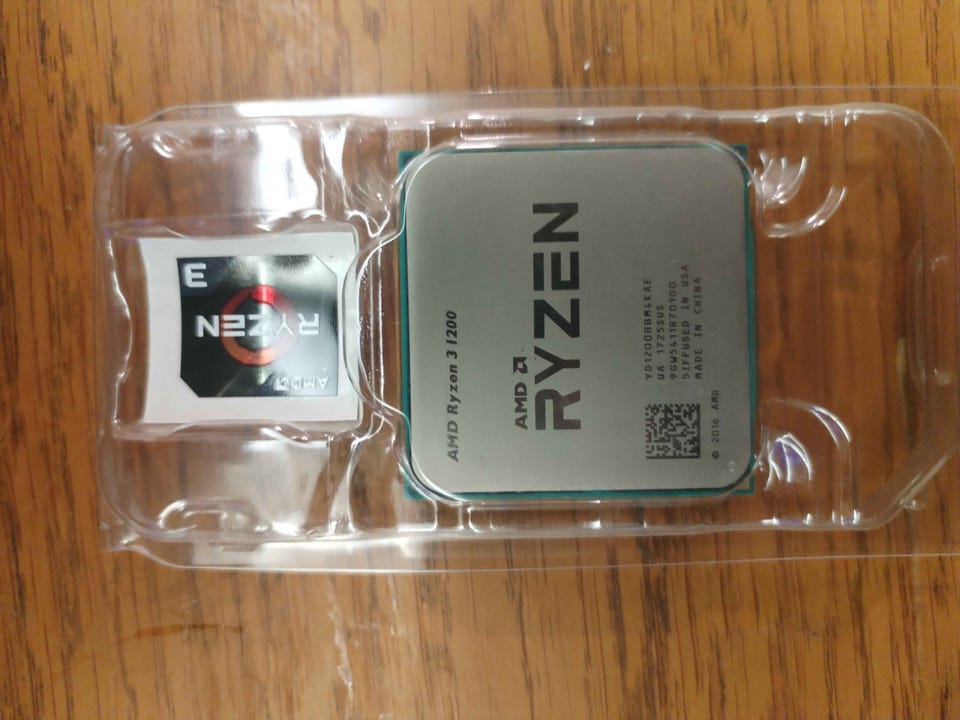 AMD Ryzen 3 1200
AMD
RYZEN
YD1200BBM4KAE
UA 1725SUS
9GW5411R70100
DIFFUSED IN USA
MADE IN CHINA
© 2016 AMD
AMD
RYZEN
3